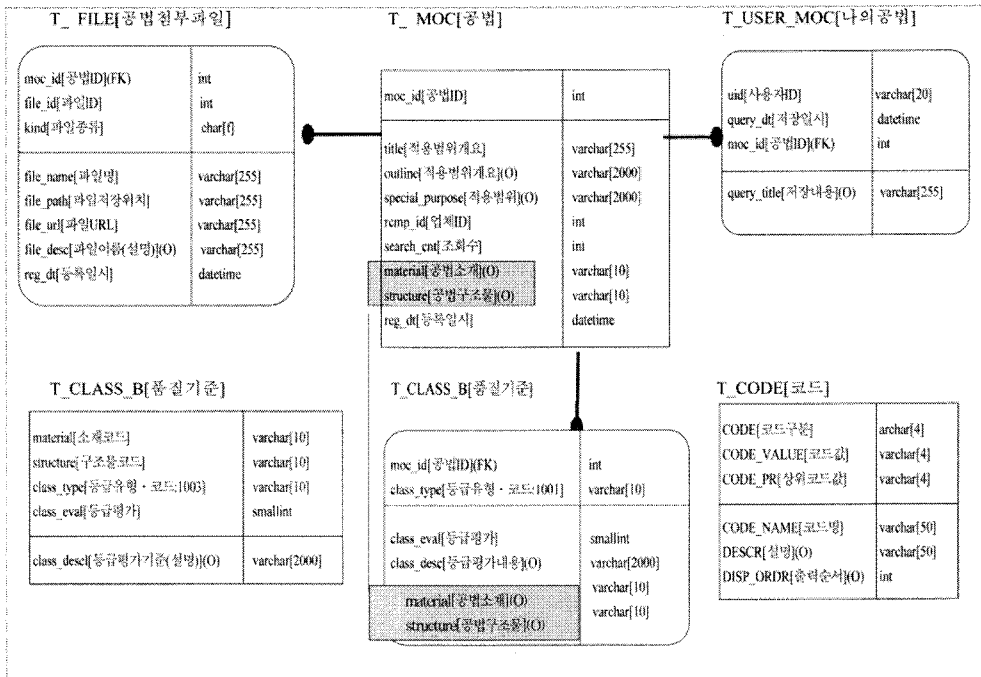 T_ FILE[공법첨부파일]
moc_id[공법ID](FK) int
file_id[파일ID] int
kind[파일종류] char[f]
file_name[파일명] varchar[255]
file_path[파일저장위치] varchar[255]
file_url[파일URL] varchar[255]
file_desc[파일이름(설명)](O) varchar[255]
reg_dt[등록일시] datetime
T_ MOC[공법]
moc_id[공법ID] int
title[적용범위개요] varchar[255]
outline[적용범위개요](O) varchar[2000]
special_purpose[적용범위](O) varchar[2000]
rcmp_id[업체ID] int
search_cnt[조회수] int
material[공법소개](O) varchar[10]
structure[공법구조물](O) varchar[10]
reg_dt[등록일시] datetime
T_USER_MOC[나의공법]
uid[사용자ID] varchar[20]
query_dt[저장일시] datetime
moc_id[공법ID](FK) int
query_title[저장내용](O) varchar[255]
T_CLASS_B[품질기준]
material[소재코드] varchar[10]
structure[구조물코드] varchar[10]
class_type[등급유형·코드:1003] varchar[10]
class_eval[등급평가] smallint
class_descl[등급평가기준(설명)](O) varchar[2000]
T_CLASS_B[품질기준]
moc_id[공법ID](FK) int
class_type[등급유형·코드:1001] varchar[10]
class_eval[등급평가] smallint
class_desc[등급평가내용](O) varchar[2000]
material[공법소재](O) varchar[10]
structure[공법구조물](O) varchar[10]
T_CODE[코드]
CODE[코드구분] archar[4]
CODE_VALUE[코드값] varchar[4]
CODE_PR[상위코드값] varchar[4]
CODE_NAME[코드명] varchar[50]
DESCR[설명](O) varchar[50]
DISP_ORDR[출력순서](O) int